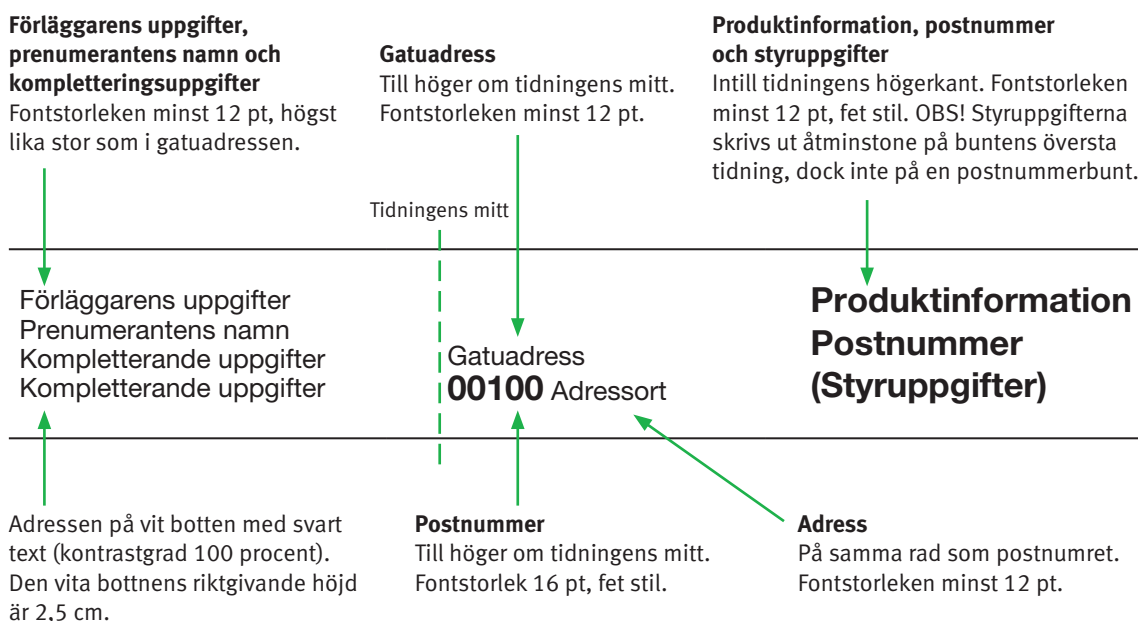 Förläggarens uppgifter,
prenumerantens namn och
kompletteringsuppgifter
Fontstorleken minst 12 pt, högst
lika stor som i gatuadressen.
Gatuadress
Till höger om tidningens mitt.
Fontstorleken minst 12 pt.
Produktinformation, postnummer
och styruppgifter
Intill tidningens högerkant. Fontstorleken
minst 12 pt, fet stil. OBS! Styruppgifterna
skrivs ut åtminstone på buntens översta
tidning, dock inte på en postnummerbunt.
Tidningens mitt
Förläggarens uppgifter
Prenumerantens namn
Kompletterande uppgifter
Kompletterande uppgifter
Gatuadress
00100 Adressort
Produktinformation
Postnummer
(Styruppgifter)
Adressen på vit botten med svart
text (kontrastgrad 100 procent).
Den vita bottnens riktgivande höjd
är 2,5 cm.
Postnummer
Till höger om tidningens mitt.
Fontstorlek 16 pt, fet stil.
Adress
På samma rad som postnumret.
Fontstorleken minst 12 pt.